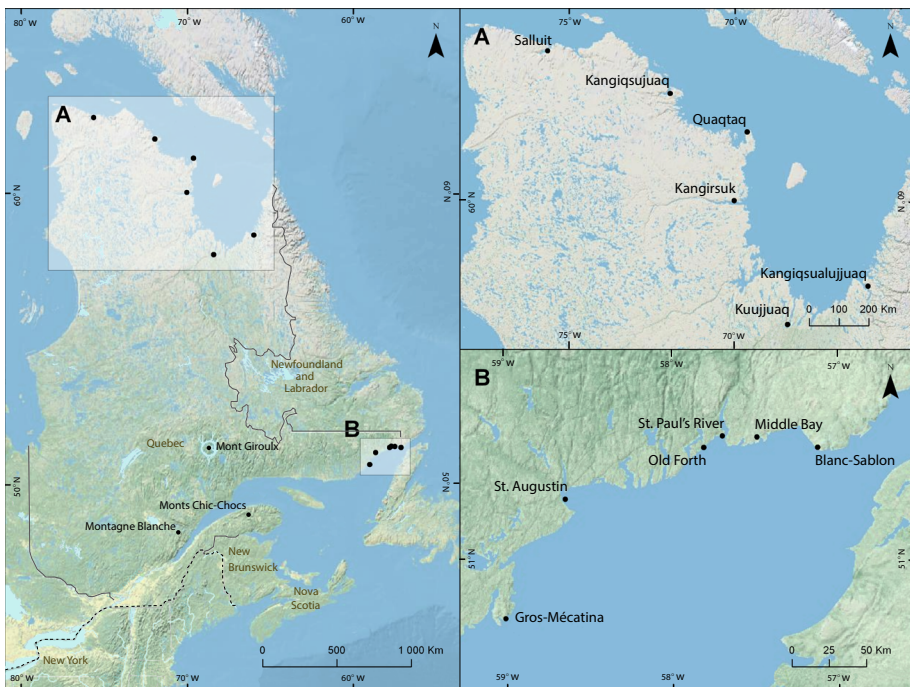 80° W
70° W
60° W
N
A
60° N
60° N
Newfoundland
and
Labrador
B
Quebec
Mont Giroulx
50° N
50° N
Monts Chic-Chocs
Montagne Blanche
New
Brunswick
Nova
Scotia
New York
0 500 1 000 Km
80° W
70° W
60° W
A
75° W
70° W
N
Salluit
Kangiqsujuaq
Quaqtaq
Kangirsuk
60° N
60° N
Kangiqsualujjuaq
Kuujjuaq
0 100 200 Km
75° W
70° W
59° W
58° W
57° W
B
N
St. Paul's River
Middle Bay
Old Forth
Blanc-Sablon
St. Augustin
51° N
51° N
Gros-Mécatina
0 25 50 Km
59° W
58° W
57° W